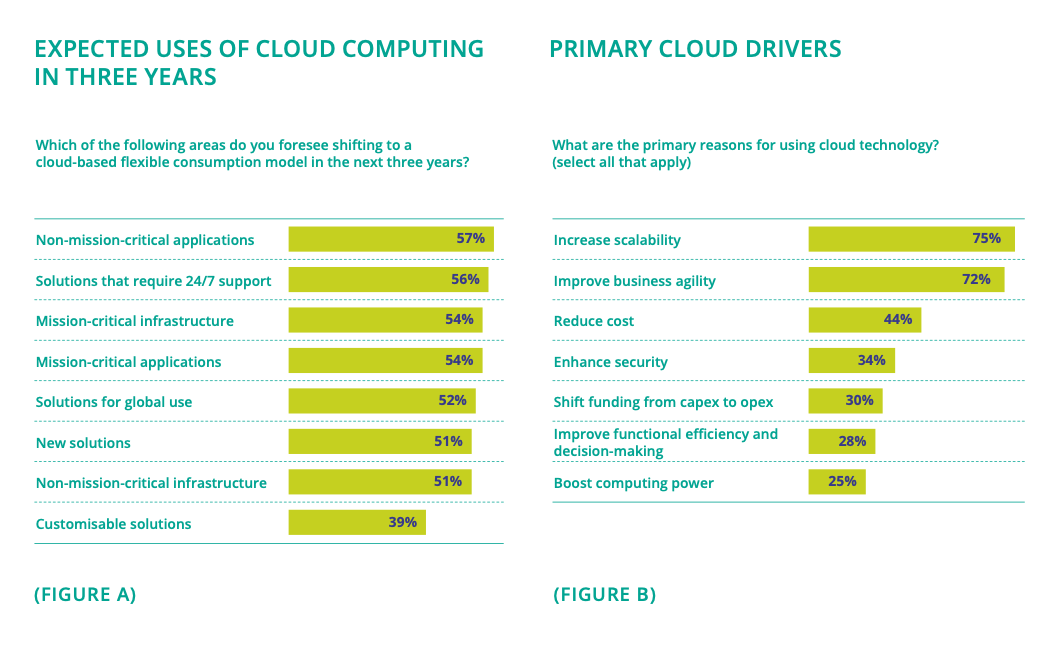 EXPECTED USES OF CLOUD COMPUTING
IN THREE YEARS
Which of the following areas do you foresee shifting to a
cloud-based flexible consumption model in the next three years?
Non-mission-critical applications 57%
Solutions that require 24/7 support 56%
Mission-critical infrastructure 54%
Mission-critical applications 54%
Solutions for global use 52%
New solutions 51%
Non-mission-critical infrastructure 51%
Customisable solutions 39%
(FIGURE A)
PRIMARY CLOUD DRIVERS
What are the primary reasons for using cloud technology?
(select all that apply)
Increase scalability 75%
Improve business agility 72%
Reduce cost 44%
Enhance security 34%
Shift funding from capex to opex 30%
Improve functional efficiency and
decision-making 28%
Boost computing power 25%
(FIGURE B)